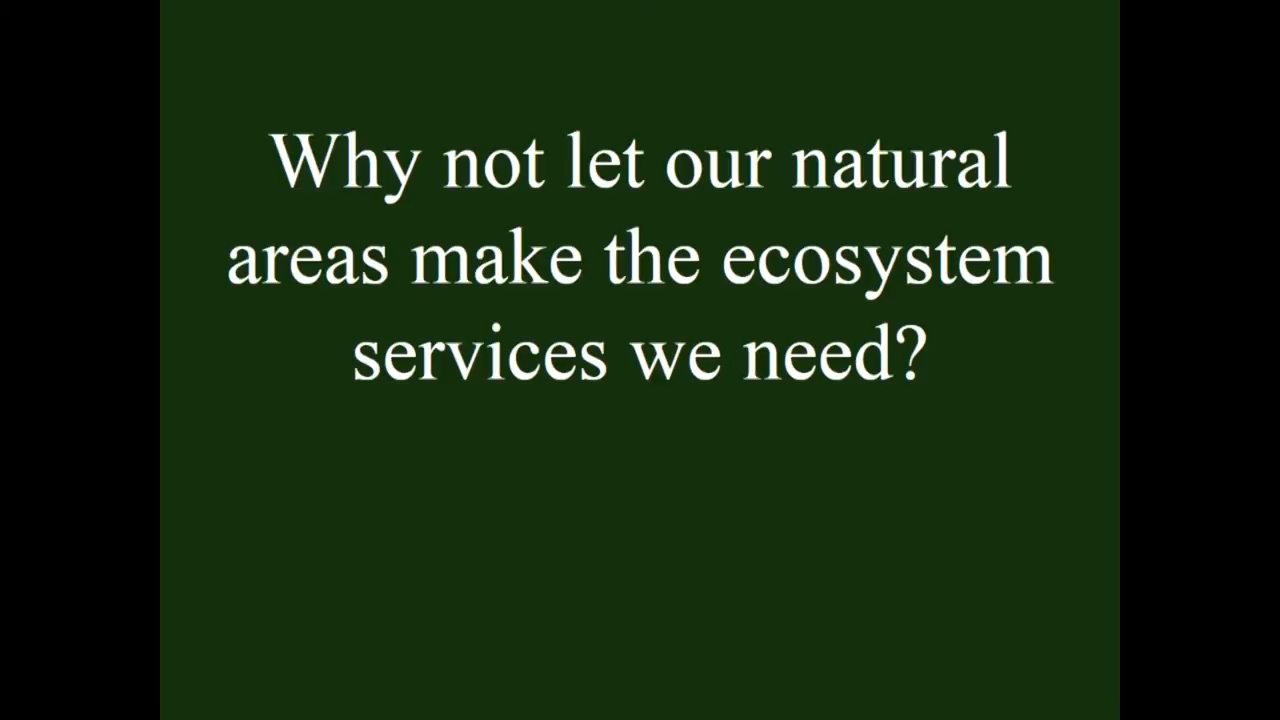 Why not let our natural
areas make the ecosystem
services we need?